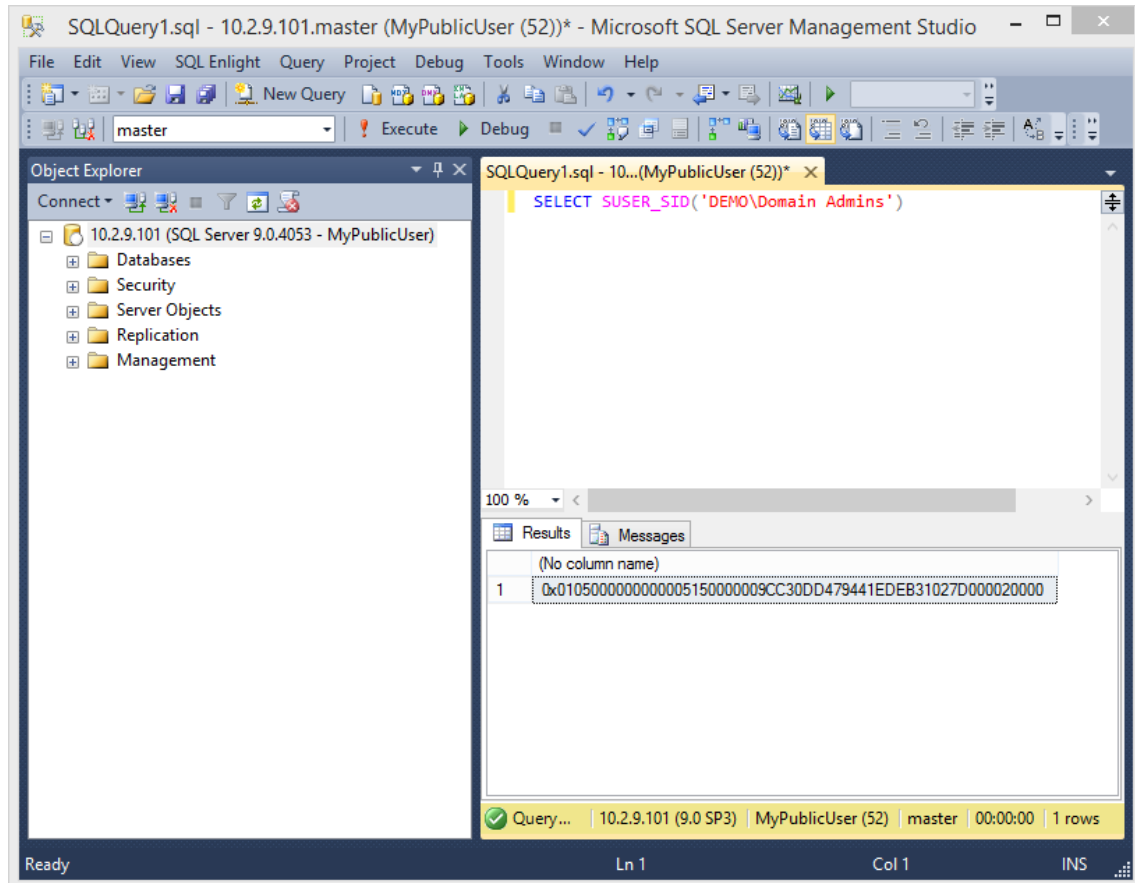 SQLQuery1.sql - 10.2.9.101.master (MyPublicUser (52))* - Microsoft SQL Server Management Studio
File Edit View SQL Enlight Query Project Debug Tools Window Help
New Query
master Execute Debug
Object Explorer
Connect
10.2.9.101 (SQL Server 9.0.4053 - MyPublicUser)
Databases
Security
Server Objects
Replication
Management
SQLQuery1.sql - 10...(MyPublicUser (52))*
SELECT SUSER_SID('DEMO\Domain Admins')
100 %
Results Messages
(No column name)
1 0x0105000000000005150000009CC30DD479441EDEB31027D000020000
Query... 10.2.9.101 (9.0 SP3) MyPublicUser (52) master 00:00:00 1 rows
Ready Ln 1 Col 1 INS